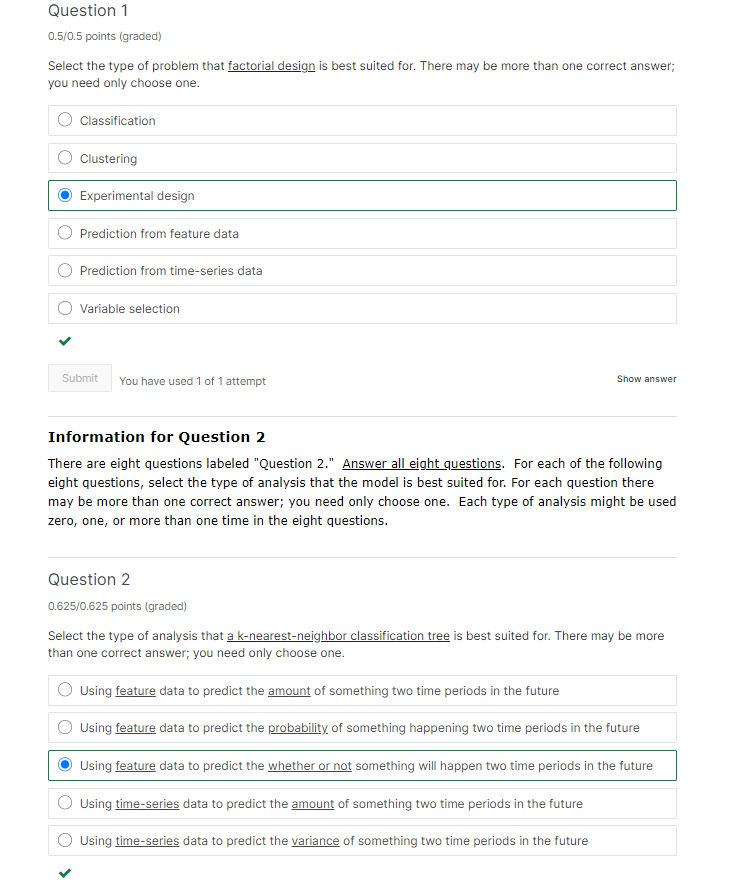 Question 1
0.5/0.5 points (graded)
Select the type of problem that factorial design is best suited for. There may be more than one correct answer;
you need only choose one.
Classification
Clustering
Experimental design
Prediction from feature data
Prediction from time-series data
Variable selection
Submit You have used 1 of 1 attempt Show answer
Information for Question 2
There are eight questions labeled "Question 2." Answer all eight questions. For each of the following
eight questions, select the type of analysis that the model is best suited for. For each question there
may be more than one correct answer; you need only choose one. Each type of analysis might be used
zero, one, or more than one time in the eight questions.
Question 2
0.625/0.625 points (graded)
Select the type of analysis that a k-nearest-neighbor classification tree is best suited for. There may be more
than one correct answer; you need only choose one.
Using feature data to predict the amount of something two time periods in the future
Using feature data to predict the probability of something happening two time periods in the future
Using feature data to predict the whether or not something will happen two time periods in the future
Using time-series data to predict the amount of something two time periods in the future
Using time-series data to predict the variance of something two time periods in the future